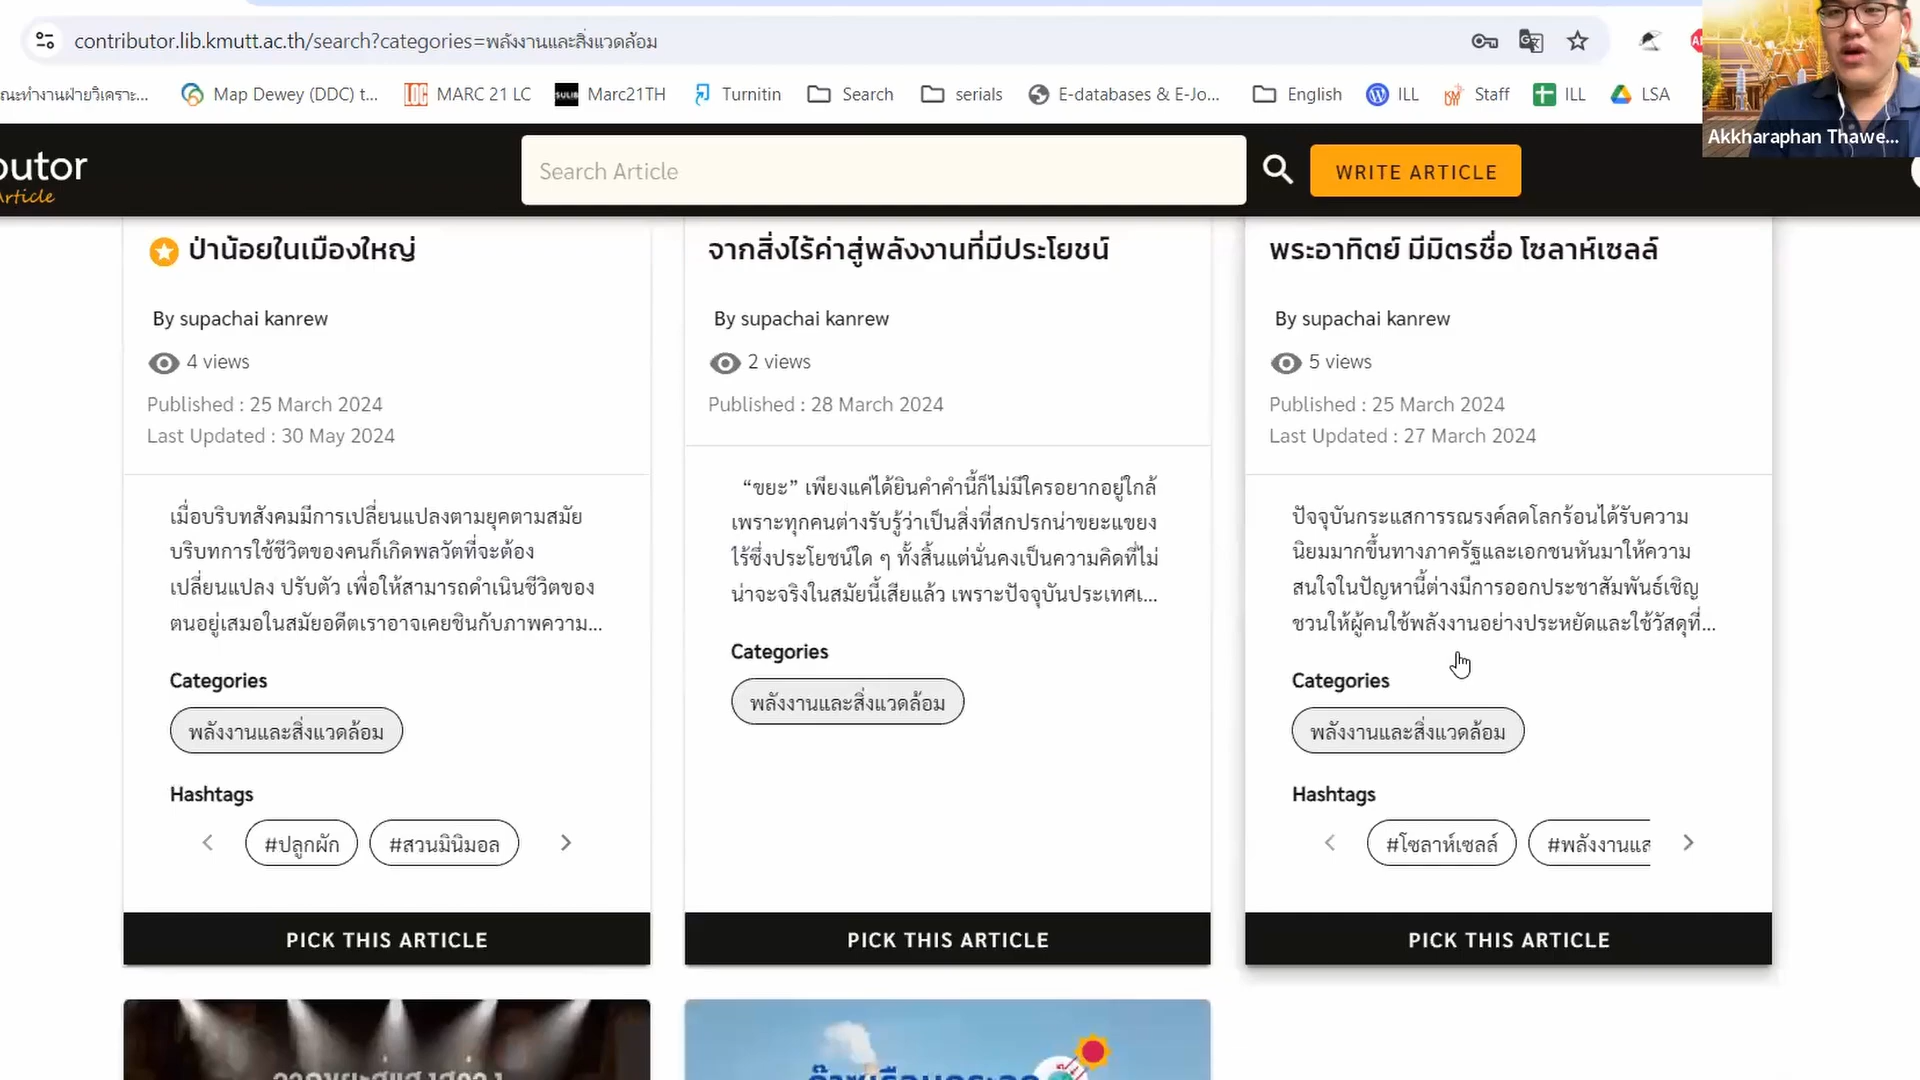 contributor.lib.kmutt.ac.th/search?categories=พลังงานและสิ่งแวดล้อม
ณะทำงานฝ่ายวิเคราะ...
Map Dewey (DDC) t...
MARC 21 LC
Marc21TH
Turnitin
Search
serials
E-databases & E-Jo...
English
ILL
Staff
ILL
LSA
Akkharaphan Thawe...
butor
Article
Search Article
WRITE ARTICLE
ป่าน้อยในเมืองใหญ่
By supachai kanrew
4 views
Published : 25 March 2024
Last Updated : 30 May 2024
เมื่อบริบทสังคมมีการเปลี่ยนแปลงตามยุคตามสมัย
บริบทการใช้ชีวิตของคนก็เกิดพลวัตที่จะต้อง
เปลี่ยนแปลง ปรับตัว เพื่อให้สามารถดำเนินชีวิตของ
ตนอยู่เสมอในสมัยอดีตเราอาจเคยชินกับภาพความ...
Categories
พลังงานและสิ่งแวดล้อม
Hashtags
#ปลูกผัก
#สวนมินิมอล
PICK THIS ARTICLE
จากสิ่งไร้ค่าสู่พลังงานที่มีประโยชน์
By supachai kanrew
2 views
Published : 28 March 2024
“ขยะ” เพียงแค่ได้ยินคำคำนี้ก็ไม่มีใครอยากอยู่ใกล้
เพราะทุกคนต่างรับรู้ว่าเป็นสิ่งที่สกปรกน่าขยะแขยง
ไร้ซึ่งประโยชน์ใด ๆ ทั้งสิ้นแต่นั่นคงเป็นความคิดที่ไม่
น่าจะจริงในสมัยนี้เสียแล้ว เพราะปัจจุบันประเทศเ...
Categories
พลังงานและสิ่งแวดล้อม
PICK THIS ARTICLE
พระอาทิตย์ มีมิตรชื่อ โซลาห์เซลล์
By supachai kanrew
5 views
Published : 25 March 2024
Last Updated : 27 March 2024
ปัจจุบันกระแสการรณรงค์ลดโลกร้อนได้รับความ
นิยมมากขึ้นทางภาครัฐและเอกชนหันมาให้ความ
สนใจในปัญหานี้ต่างมีการออกประชาสัมพันธ์เชิญ
ชวนให้ผู้คนใช้พลังงานอย่างประหยัดและใช้วัสดุที่...
Categories
พลังงานและสิ่งแวดล้อม
Hashtags
#โซลาห์เซลล์
#พลังงานแส
PICK THIS ARTICLE